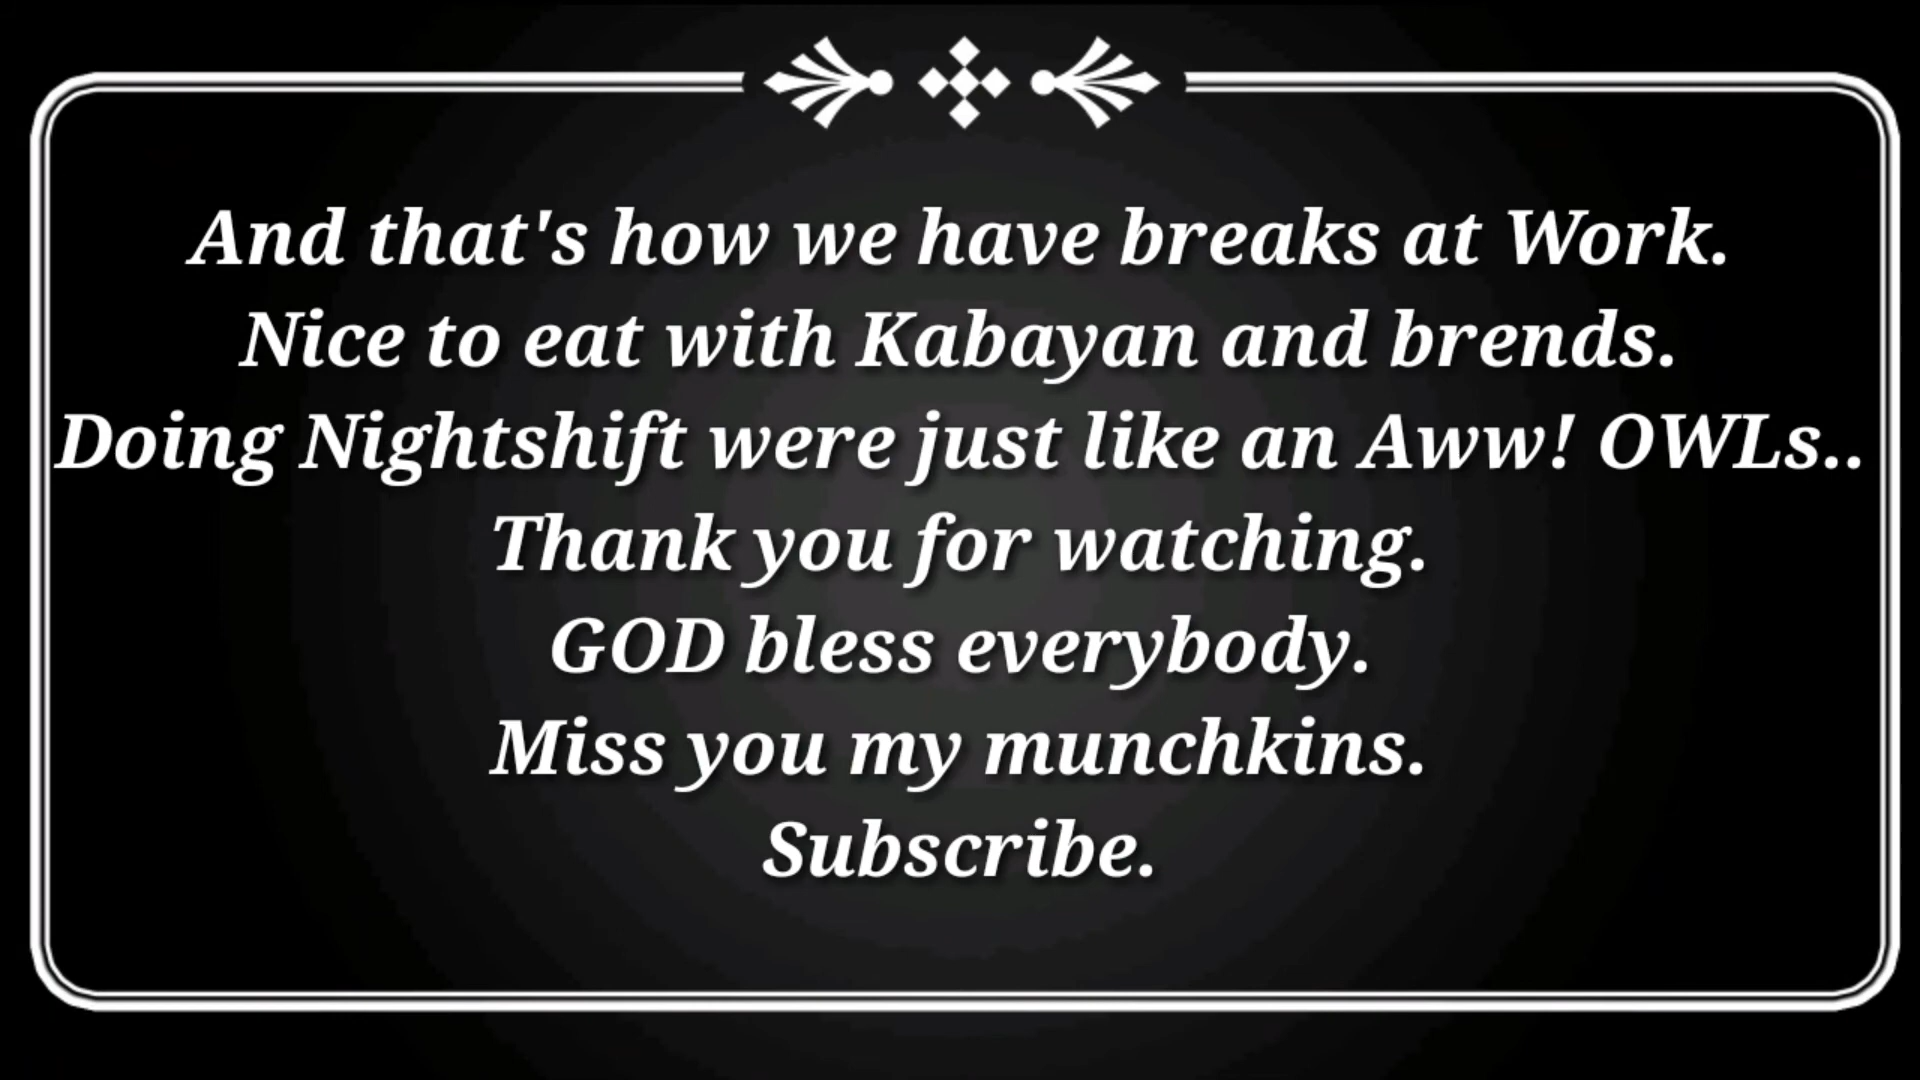 And that's how we have breaks at Work.
Nice to eat with Kabayan and brends.
Doing Nightshift were just like an Aww! OWLs..
Thank you for watching.
GOD bless everybody.
Miss you my munchkins.
Subscribe.